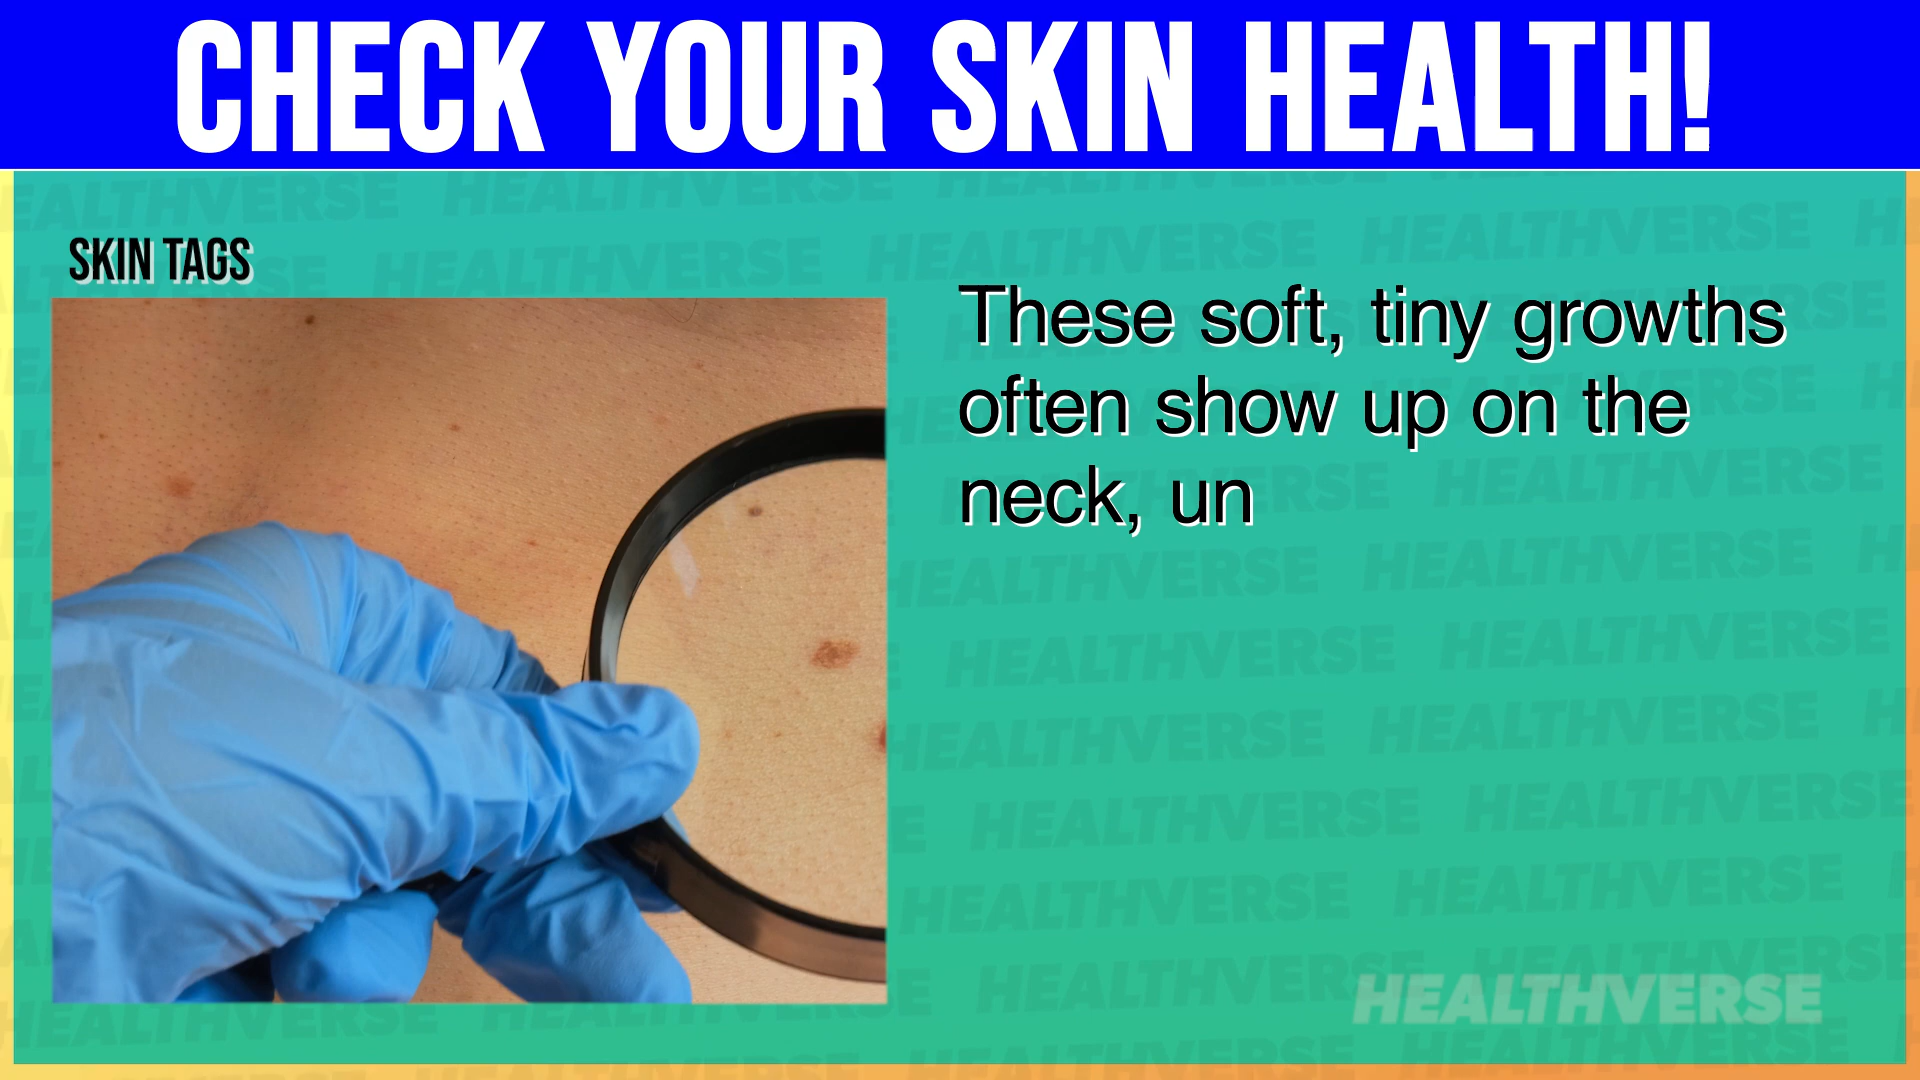 CHECK YOUR SKIN HEALTH!
SKIN TAGS
These soft, tiny growths
often show up on the
neck, un
HEALTHVERSE